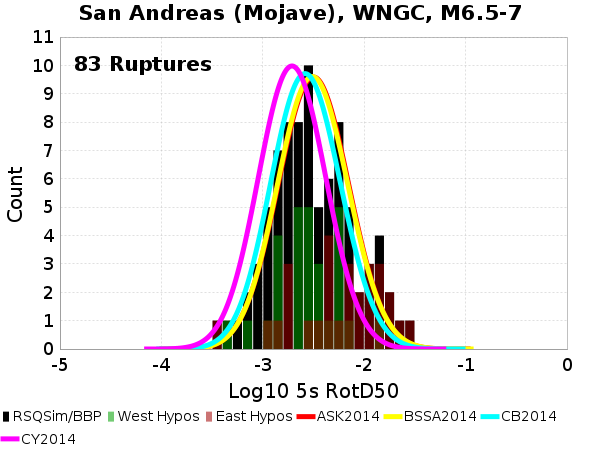 San Andreas (Mojave), WNGC, M6.5-7
11
10
9
8
7
6
5
4
3
2
1
0
Count
83 Ruptures
-5 -4 -3 -2 -1 0
Log10 5s RotD50
RSQSim/BBP West Hypos East Hypos ASK2014 BSSA2014 CB2014
CY2014